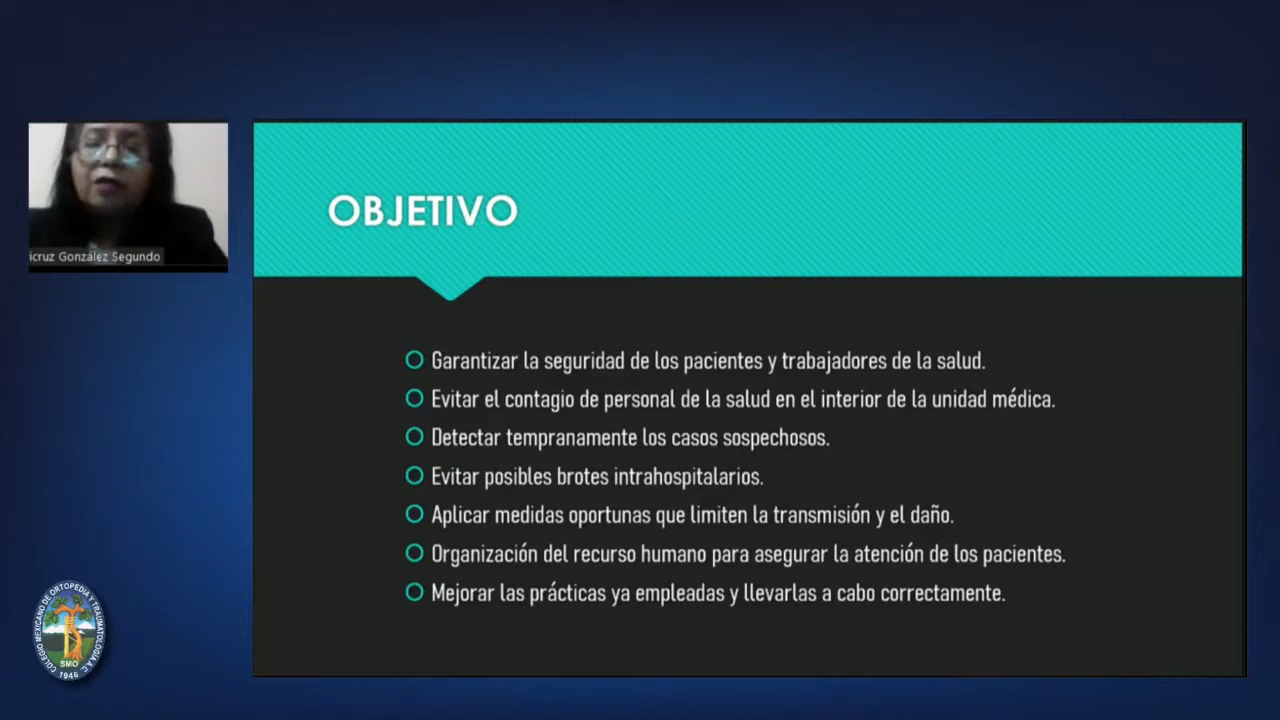 OBJETIVO
icruz González Segundo
Garantizar la seguridad de los pacientes y trabajadores de la salud.
Evitar el contagio de personal de la salud en el interior de la unidad médica.
Detectar tempranamente los casos sospechosos.
Evitar posibles brotes intrahospitalarios.
Aplicar medidas oportunas que limiten la transmisión y el daño.
Organización del recurso humano para asegurar la atención de los pacientes.
Mejorar las prácticas ya empleadas y llevarlas a cabo correctamente.
COLEGIO MEXICANO DE ORTOPEDIA Y TRAUMATOLOGIA A.C.
SMO
1946